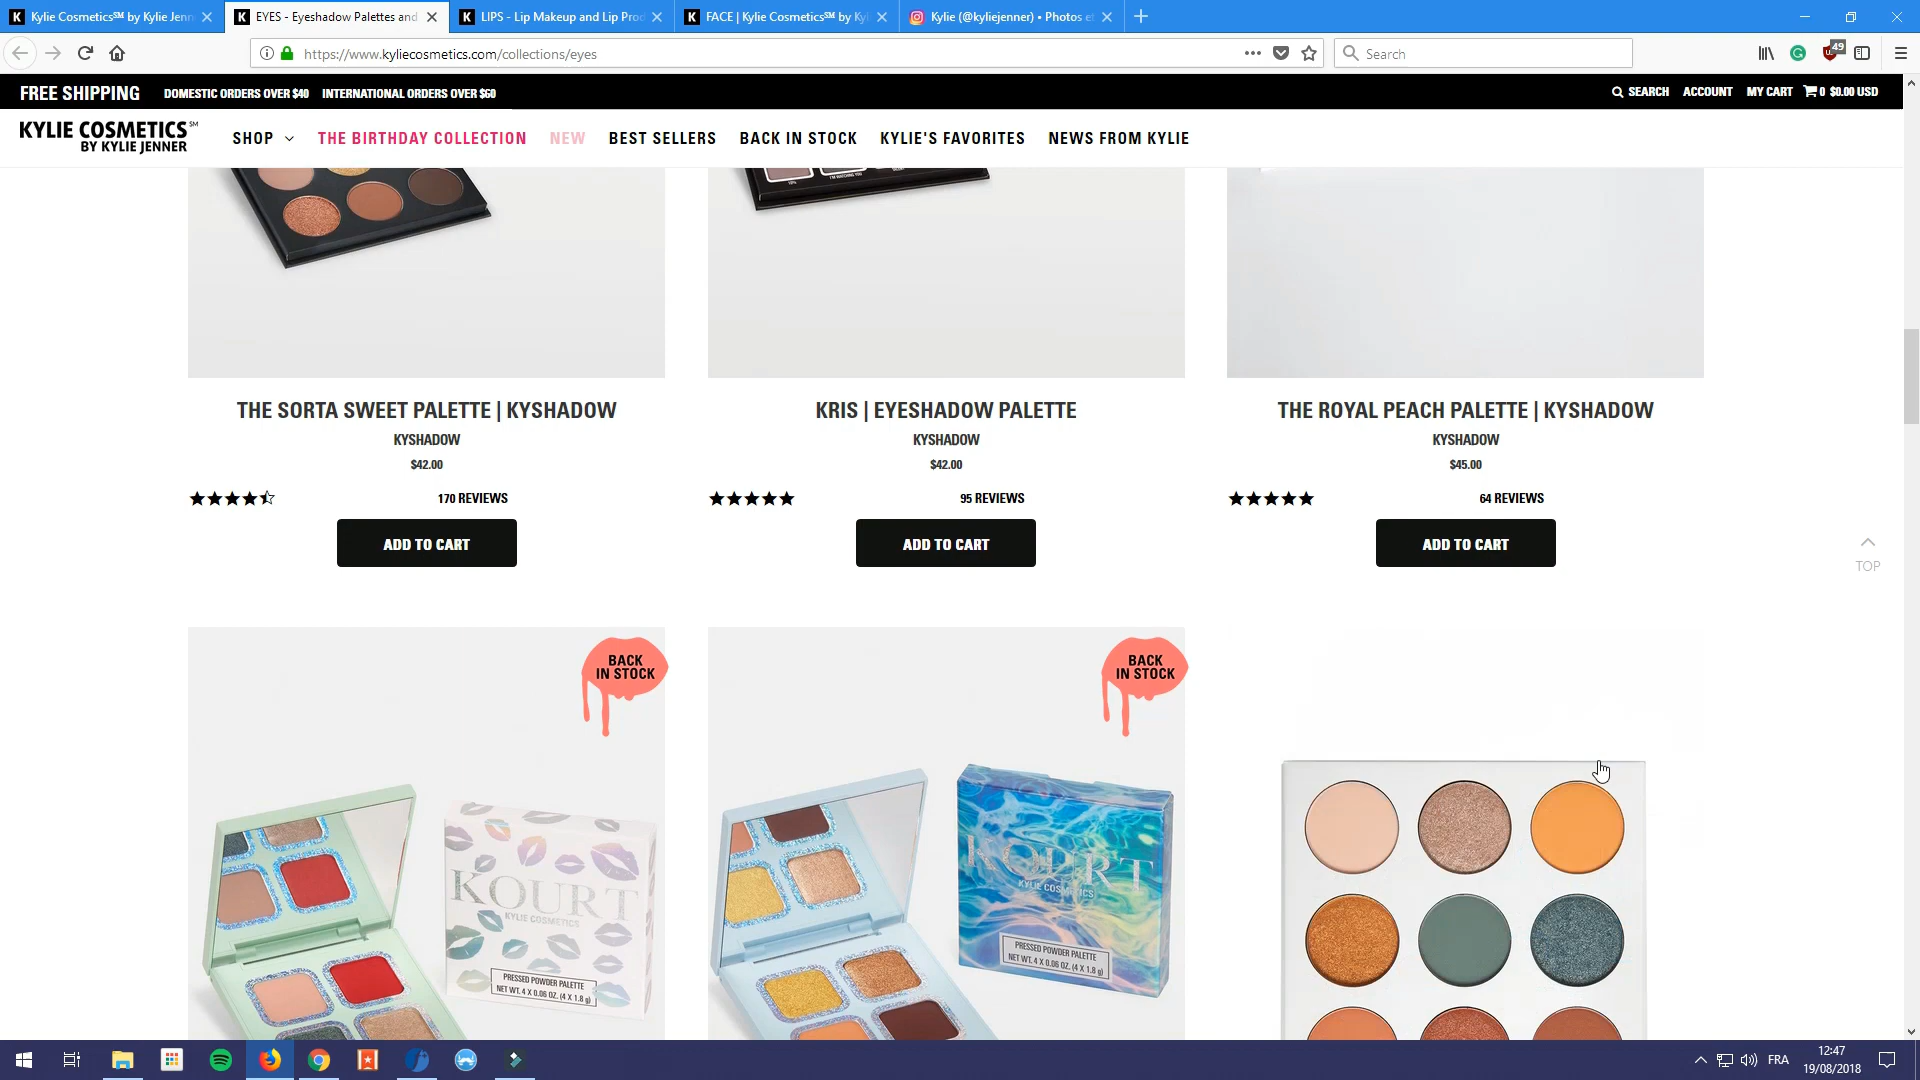 Kylie Cosmetics℠ by Kylie Jenn
EYES - Eyeshadow Palettes and
LIPS - Lip Makeup and Lip Pro
FACE | Kylie Cosmetics℠ by Ky
Kylie (@kyliejenner) • Photos et
https://www.kyliecosmetics.com/collections/eyes
Search
49
FREE SHIPPING DOMESTIC ORDERS OVER $40 INTERNATIONAL ORDERS OVER $60
SEARCH ACCOUNT MY CART 0 $0.00 USD
KYLIE COSMETICS℠
BY KYLIE JENNER
SHOP THE BIRTHDAY COLLECTION NEW BEST SELLERS BACK IN STOCK KYLIE'S FAVORITES NEWS FROM KYLIE
THE SORTA SWEET PALETTE | KYSHADOW
KYSHADOW
$42.00
170 REVIEWS
ADD TO CART
KRIS | EYESHADOW PALETTE
KYSHADOW
$42.00
95 REVIEWS
ADD TO CART
THE ROYAL PEACH PALETTE | KYSHADOW
KYSHADOW
$45.00
64 REVIEWS
ADD TO CART
TOP
BACK
IN STOCK
KOURT
KYLIE COSMETICS
PRESSED POWDER PALETTE
NET WT. 4 X 0.06 OZ. (4 X 1.8 g)
BACK
IN STOCK
KOURT
KYLIE COSMETICS
PRESSED POWDER PALETTE
NET WT. 4 X 0.06 OZ. (4 X 1.8 g)
FRA
12:47
19/08/2018